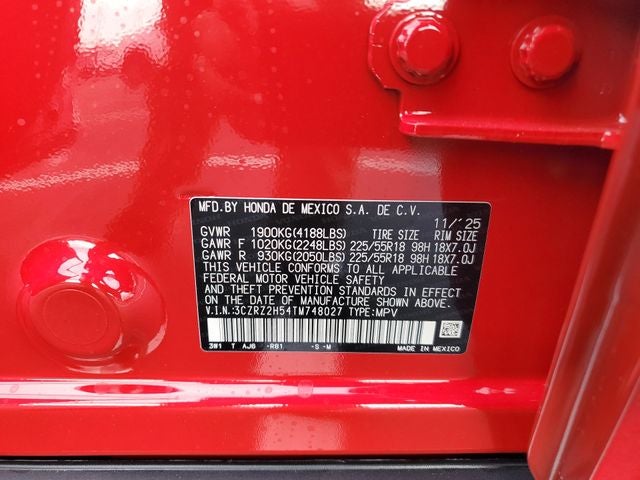 MFD.BY HONDA DE MEXICO S.A. DE C.V. 11/'25
GVWR 1900KG(4188LBS) TIRE SIZE RIM SIZE
GAWR F 1020KG(2248LBS) 225/55R18 98H 18X7.0J
GAWR R 930KG(2050LBS) 225/55R18 98H 18X7.0J
THIS VEHICLE CONFORMS TO ALL APPLICABLE
FEDERAL MOTOR VEHICLE SAFETY
AND THEFT PREVENTION STANDARDS IN EFFECT
ON THE DATE OF MANUFACTURE SHOWN ABOVE.
V.I.N.:3CZRZ2H54TM748027 TYPE:MPV
3W1 T AJ6 -R81 -S -M MADE IN MEXICO